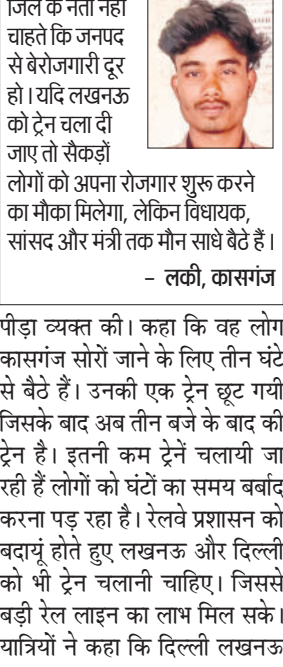 जिले के नेता नहीं
चाहते कि जनपद
से बेरोजगारी दूर
हो। यदि लखनऊ
को ट्रेन चला दी
जाए तो सैकड़ों
लोगों को अपना रोजगार शुरू करने
का मौका मिलेगा, लेकिन विधायक,
सांसद और मंत्री तक मौन साधे बैठे हैं।
– लकी, कासगंज
पीड़ा व्यक्त की। कहा कि वह लोग
कासगंज सोरों जाने के लिए तीन घंटे
से बैठे हैं। उनकी एक ट्रेन छूट गयी
जिसके बाद अब तीन बजे के बाद की
ट्रेन है। इतनी कम ट्रेनें चलायी जा
रही हैं लोगों को घंटों का समय बर्बाद
करना पड़ रहा है। रेलवे प्रशासन को
बदायूं होते हुए लखनऊ और दिल्ली
को भी ट्रेन चलानी चाहिए। जिससे
बड़ी रेल लाइन का लाभ मिल सके।
यात्रियों ने कहा कि दिल्ली लखनऊ